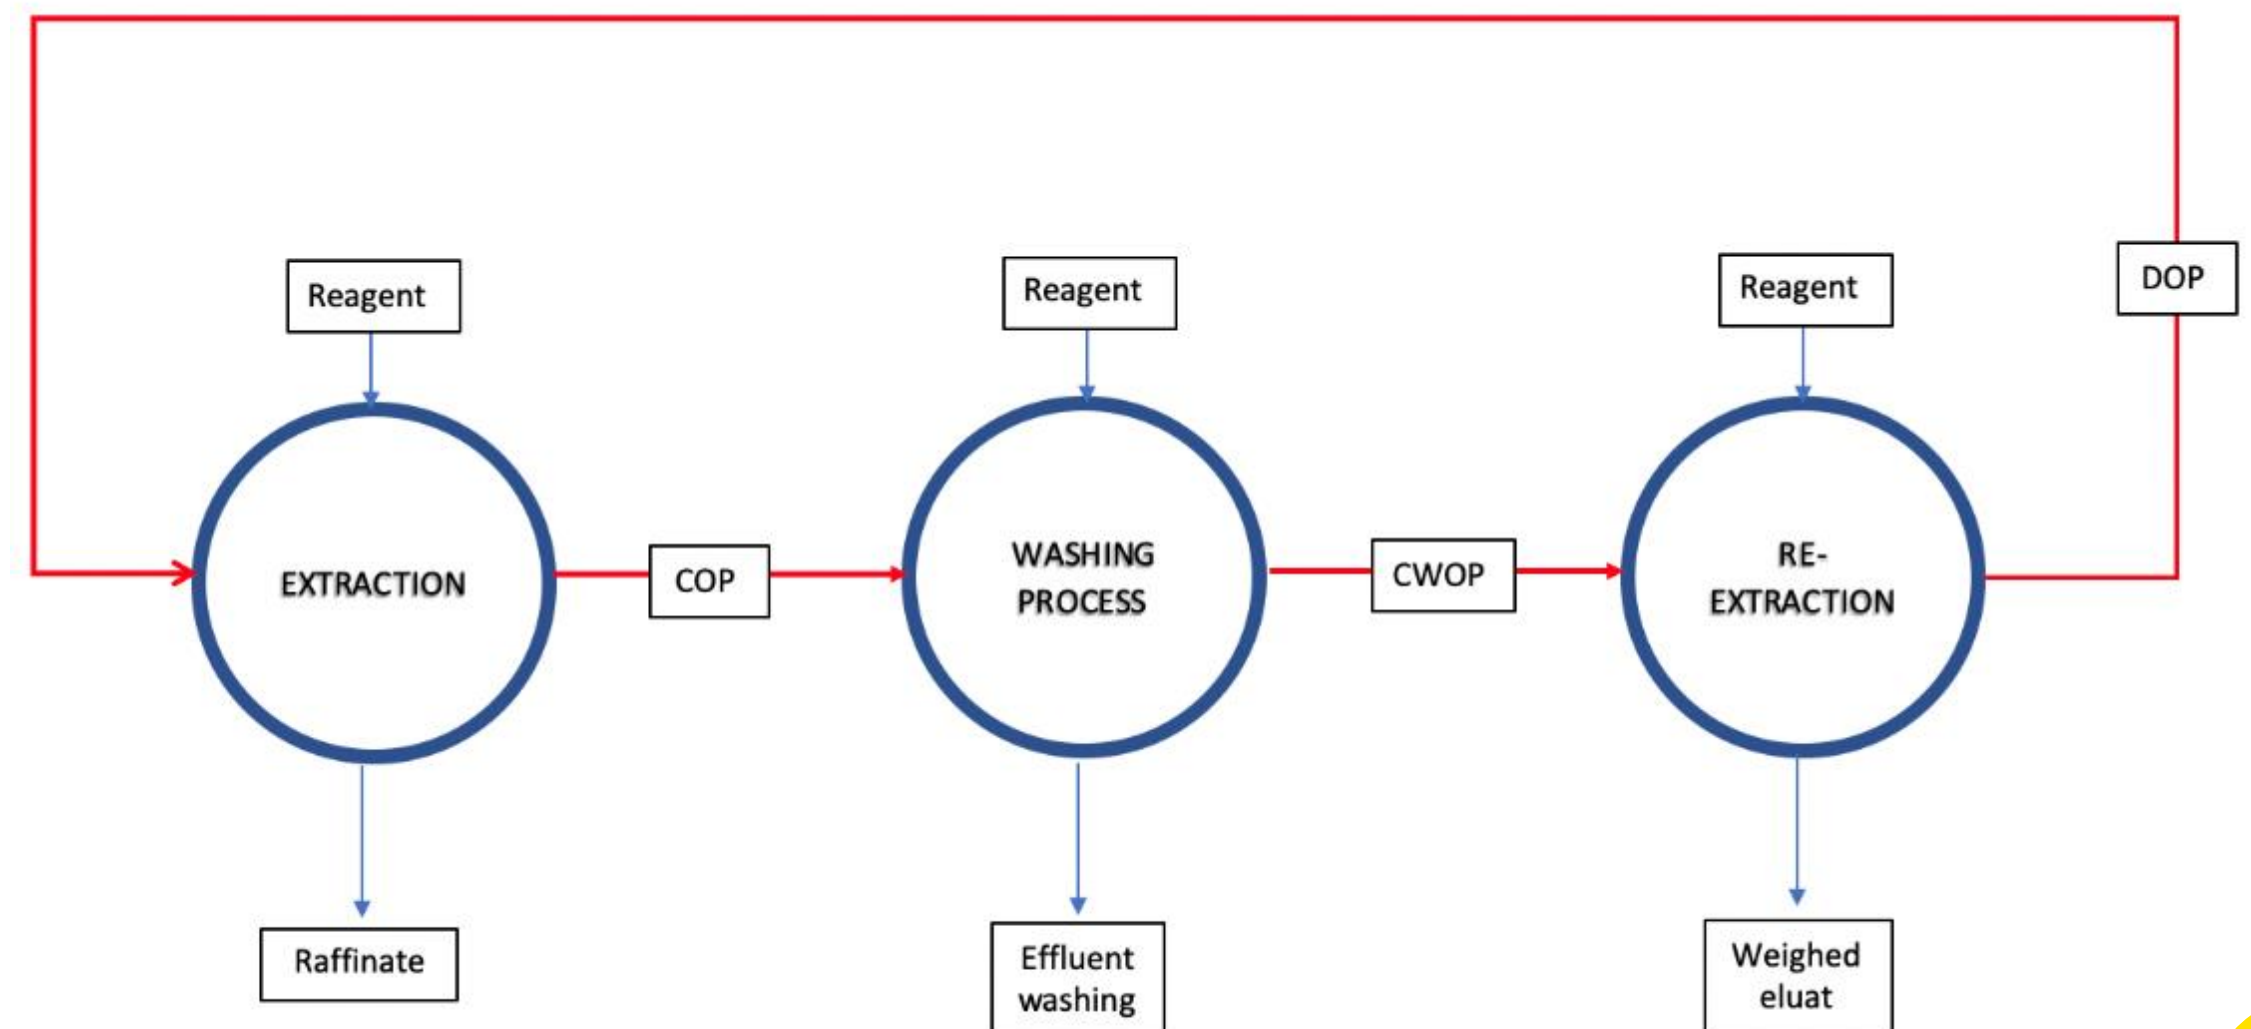 Reagent
Reagent
Reagent
DOP
EXTRACTION
COP
WASHING
PROCESS
CWOP
RE-
EXTRACTION
Raffinate
Effluent
washing
Weighed
eluat